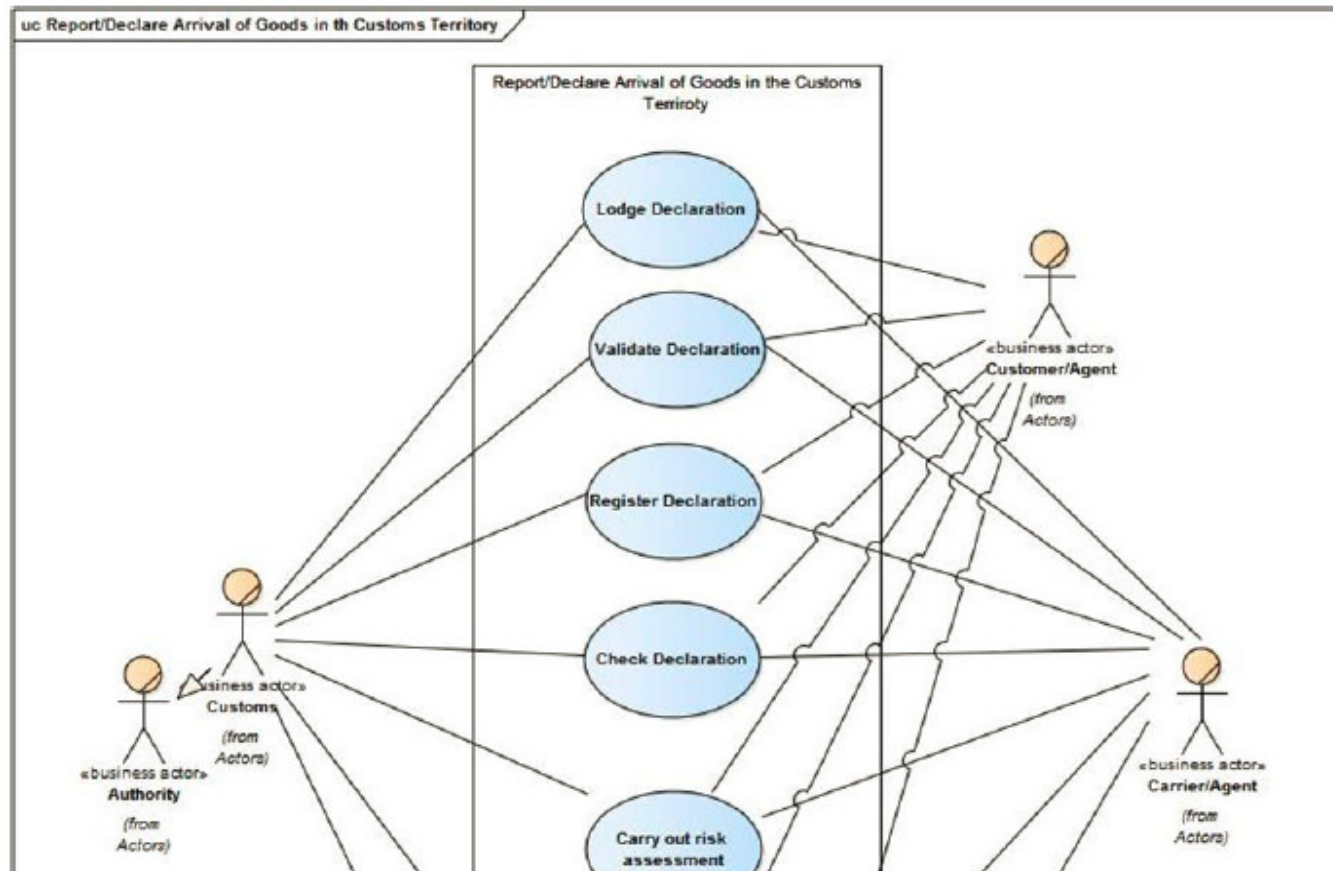 uc Report/Declare Arrival of Goods in th Customs Territory
Report/Declare Arrival of Goods in the Customs
Terriroty
Lodge Declaration
Validate Declaration
«business actor»
Customer/Agent
(from
Actors)
Register Declaration
Check Declaration
usiness actor»
Customs
(from
Actors)
«business actor»
Authority
(from
Actors)
«business actor»
Carrier/Agent
(from
Actors)
Carry out risk
assessment